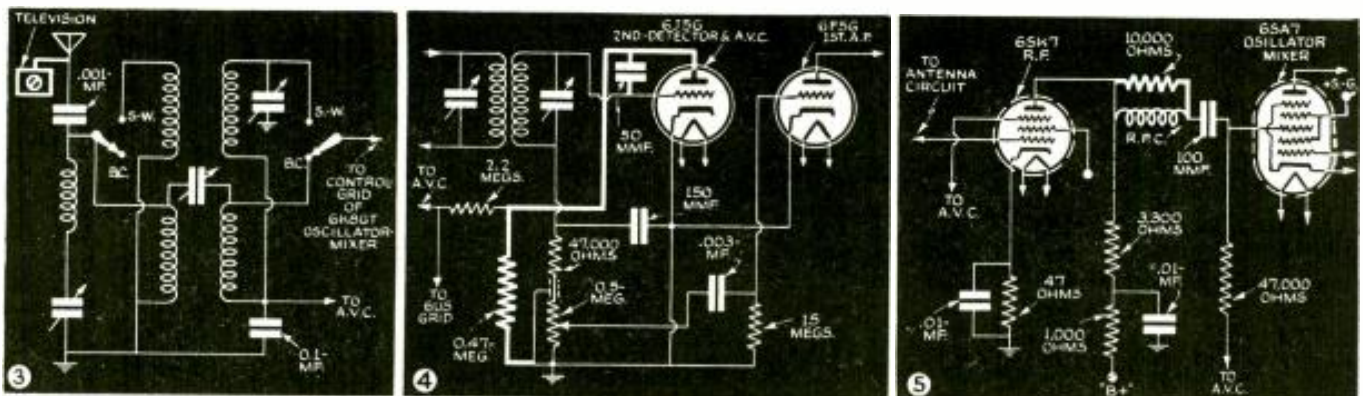 TELEVISION
.001-
MF.
S-W.
S-W.
B.C.
B.C.
TO
CONTROL
GRID
OF
6K8GT
OSCILLATOR-
MIXER
TO
A.V.C.
0.1-
MF.
3
6J5G
2ND-DETECTOR & A.V.C.
6F5G
1ST. A.F.
50
MMF.
TO
A.V.C.
2.2
MEGS.
150
MMF.
47,000
OHMS
.003-
MF.
0.5-
MEG.
TO
6U5
GRID
0.47-
MEG.
15
MEGS.
4
6SK7
R.F.
10,000
OHMS
6SA7
OSILLATOR
MIXER
TO
ANTENNA
CIRCUIT
+S.G.
R.F.C.
100
MMF.
TO
A.V.C.
3,300
OHMS
.01-
MF.
47
OHMS
.01-
MF.
1,000
OHMS
47,000
OHMS
"B+"
TO
A.V.C.
5